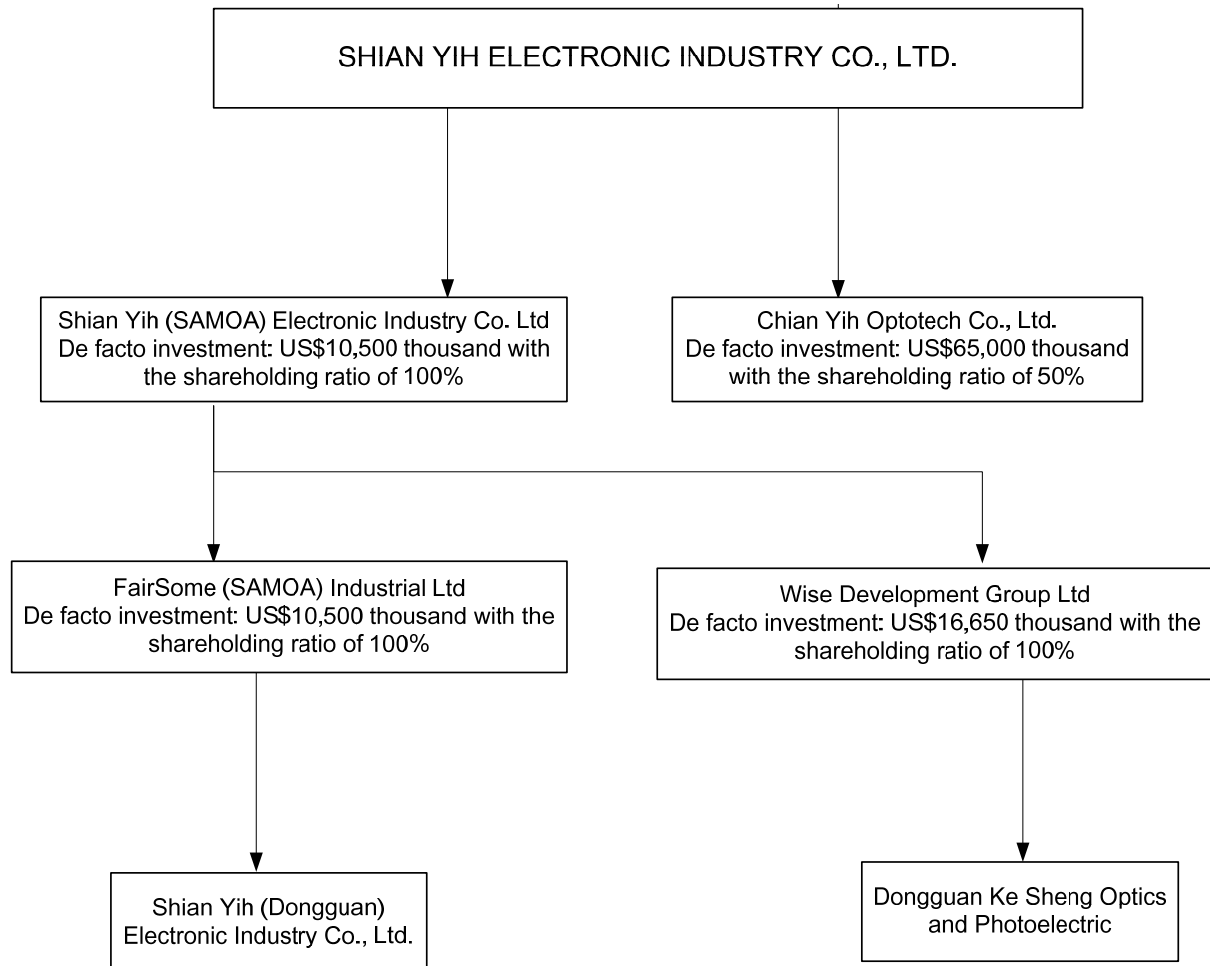 SHIAN YIH ELECTRONIC INDUSTRY CO., LTD.
Shian Yih (SAMOA) Electronic Industry Co. Ltd
De facto investment: US$10,500 thousand with
the shareholding ratio of 100%
Chian Yih Optotech Co., Ltd.
De facto investment: US$65,000 thousand
with the shareholding ratio of 50%
FairSome (SAMOA) Industrial Ltd
De facto investment: US$10,500 thousand with the
shareholding ratio of 100%
Wise Development Group Ltd
De facto investment: US$16,650 thousand with the
shareholding ratio of 100%
Shian Yih (Dongguan)
Electronic Industry Co., Ltd.
Dongguan Ke Sheng Optics
and Photoelectric